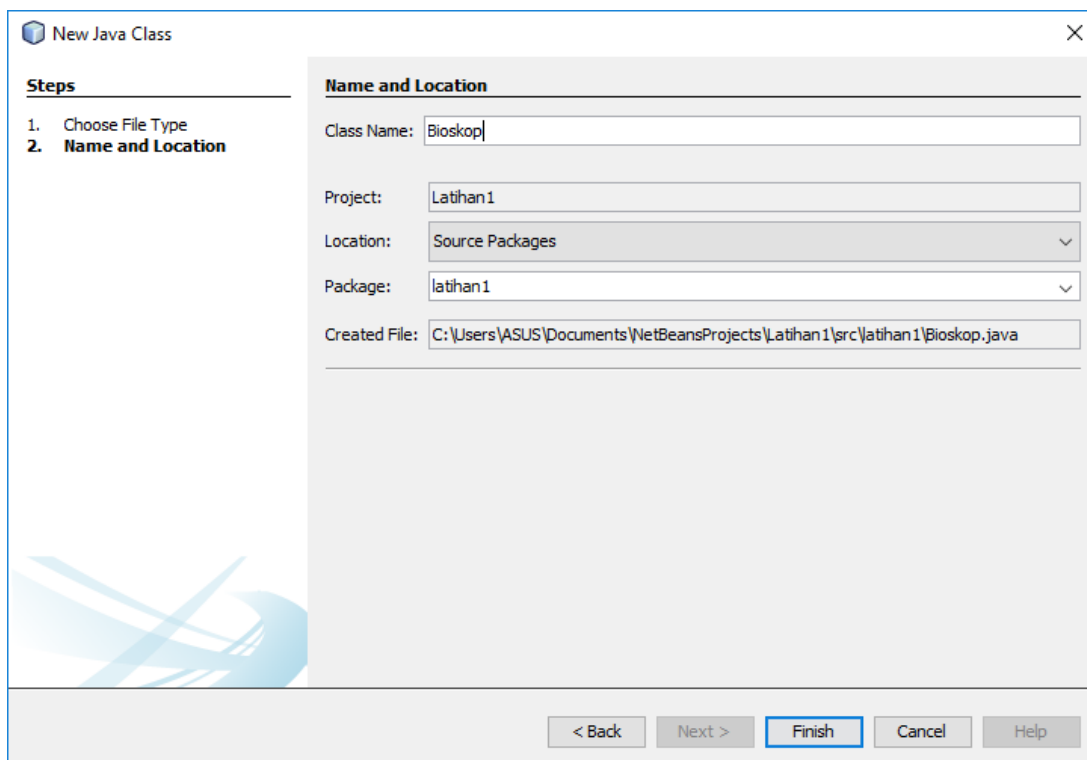 New Java Class
Steps
1. Choose File Type
2. Name and Location
Name and Location
Class Name: Bioskop
Project: Latihan1
Location: Source Packages
Package: latihan1
Created File: C:\Users\ASUS\Documents\NetBeansProjects\Latihan1\src\latihan1\Bioskop.java
< Back Next > Finish Cancel Help